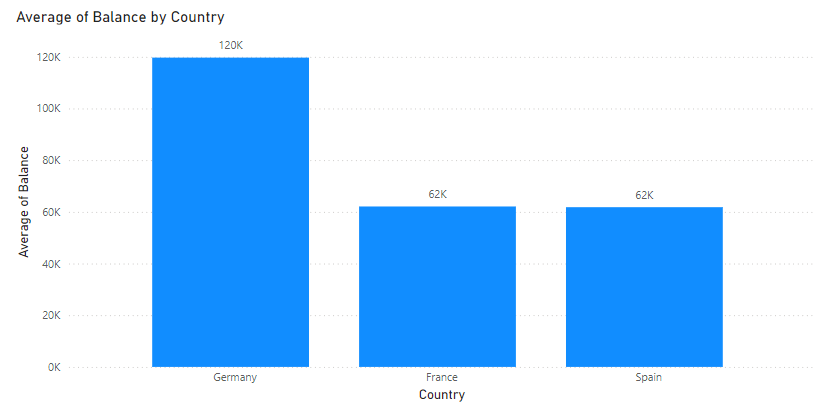 Average of Balance by Country
120K
120K
100K
80K
62K
62K
60K
40K
20K
0K
Average of Balance
Germany
France
Spain
Country